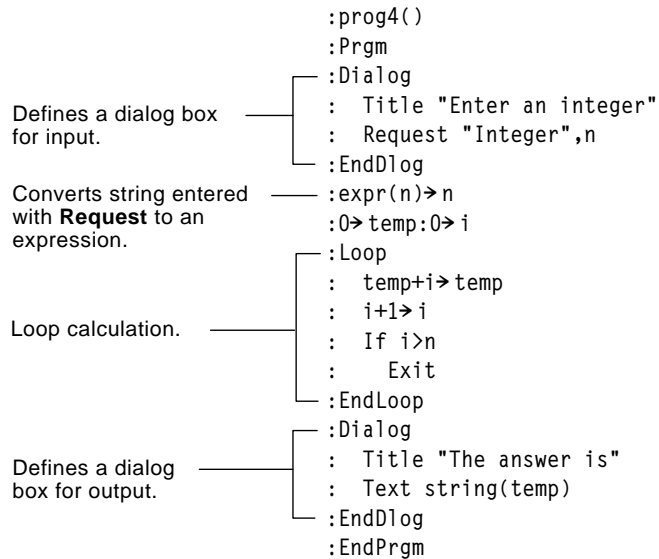 :prog4()
:Prgm
:Dialog
Defines a dialog box
for input.
:  Title "Enter an integer"
:  Request "Integer",n
:EndDlog
Converts string entered
with Request to an
expression.
:expr(n)→n
:0→temp:0→i
:Loop
:  temp+i→temp
:  i+1→i
Loop calculation.
:  If i>n
:    Exit
:EndLoop
:Dialog
Defines a dialog
box for output.
:  Title "The answer is"
:  Text string(temp)
:EndDlog
:EndPrgm